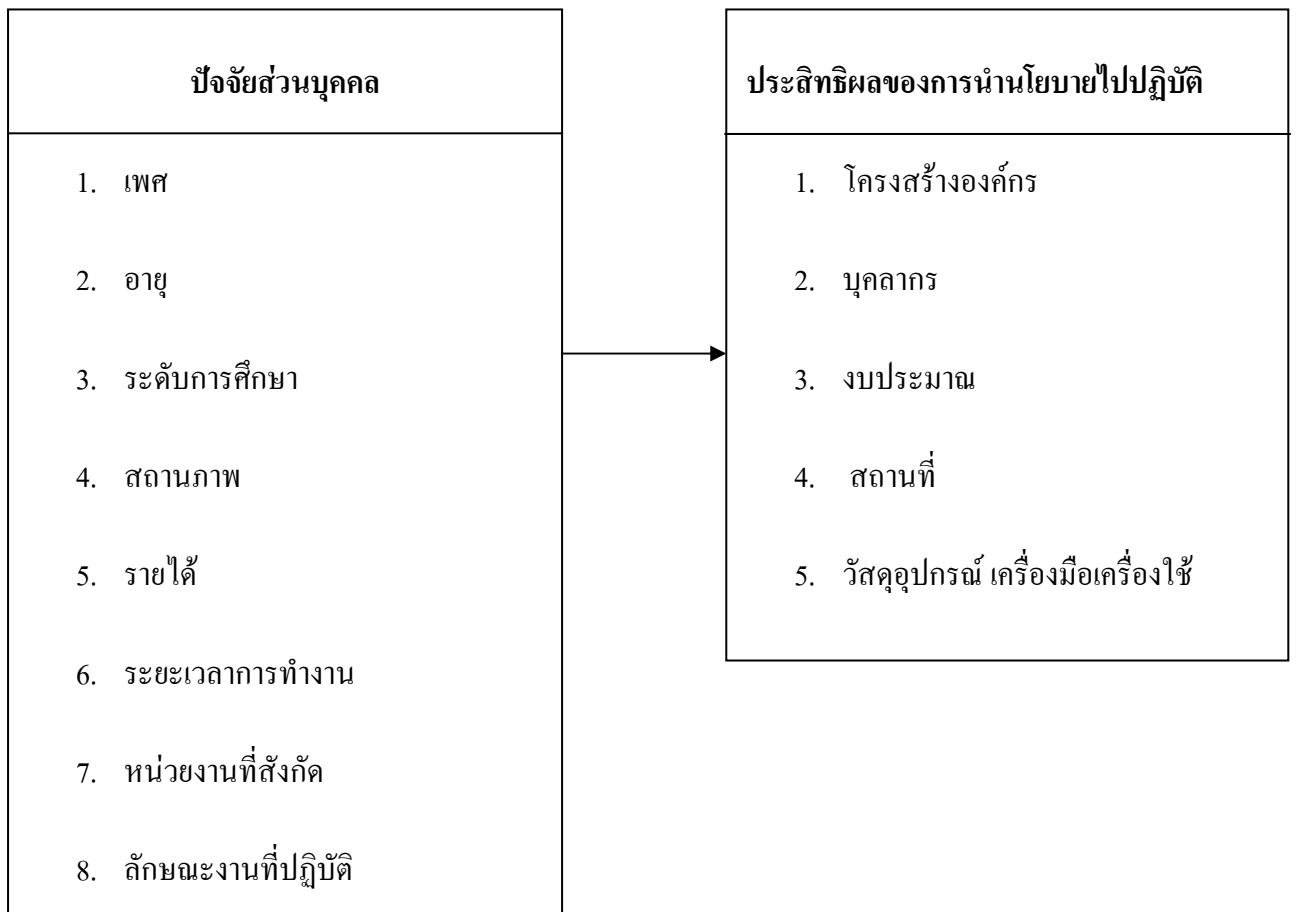 ปัจจัยส่วนบุคคล
1. เพศ
2. อายุ
3. ระดับการศึกษา
4. สถานภาพ
5. รายได้
6. ระยะเวลาการทำงาน
7. หน่วยงานที่สังกัด
8. ลักษณะงานที่ปฏิบัติ
ประสิทธิผลของการนำนโยบายไปปฏิบัติ
1. โครงสร้างองค์กร
2. บุคลากร
3. งบประมาณ
4. สถานที่
5. วัสดุอุปกรณ์ เครื่องมือเครื่องใช้